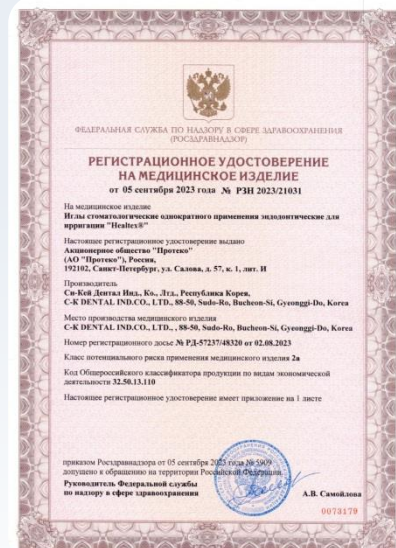 ФЕДЕРАЛЬНАЯ СЛУЖБА ПО НАДЗОРУ В СФЕРЕ ЗДРАВООХРАНЕНИЯ
(РОСЗДРАВНАДЗОР)
РЕГИСТРАЦИОННОЕ УДОСТОВЕРЕНИЕ
НА МЕДИЦИНСКОЕ ИЗДЕЛИЕ
от 05 сентября 2023 года № РЗН 2023/21031
На медицинское изделие
Иглы стоматологические однократного применения эндодонтические для
ирригации "Healtex®"
Настоящее регистрационное удостоверение выдано
Акционерное общество "Протеко"
(АО "Протеко"), Россия,
192102, Санкт-Петербург, ул. Салова, д. 57, к. 1, лит. И
Производитель
Си-Кей Дентал Инд., Ко., Лтд., Республика Корея,
C-K DENTAL IND.CO., LTD., 88-50, Sudo-Ro, Bucheon-Si, Gyeonggi-Do, Korea
Место производства медицинского изделия
C-K DENTAL IND.CO., LTD., , 88-50, Sudo-Ro, Bucheon-Si, Gyeonggi-Do, Korea
Номер регистрационного досье № РД-57237/48320 от 02.08.2023
Класс потенциального риска применения медицинского изделия 2а
Код Общероссийского классификатора продукции по видам экономической
деятельности 32.50.13.110
Настоящее регистрационное удостоверение имеет приложение на 1 листе
приказом Росздравнадзора от 05 сентября 2023 года № 5909
допущено к обращению на территории Российской Федерации.
Руководитель Федеральной службы
по надзору в сфере здравоохранения
А.В. Самойлова
0073179